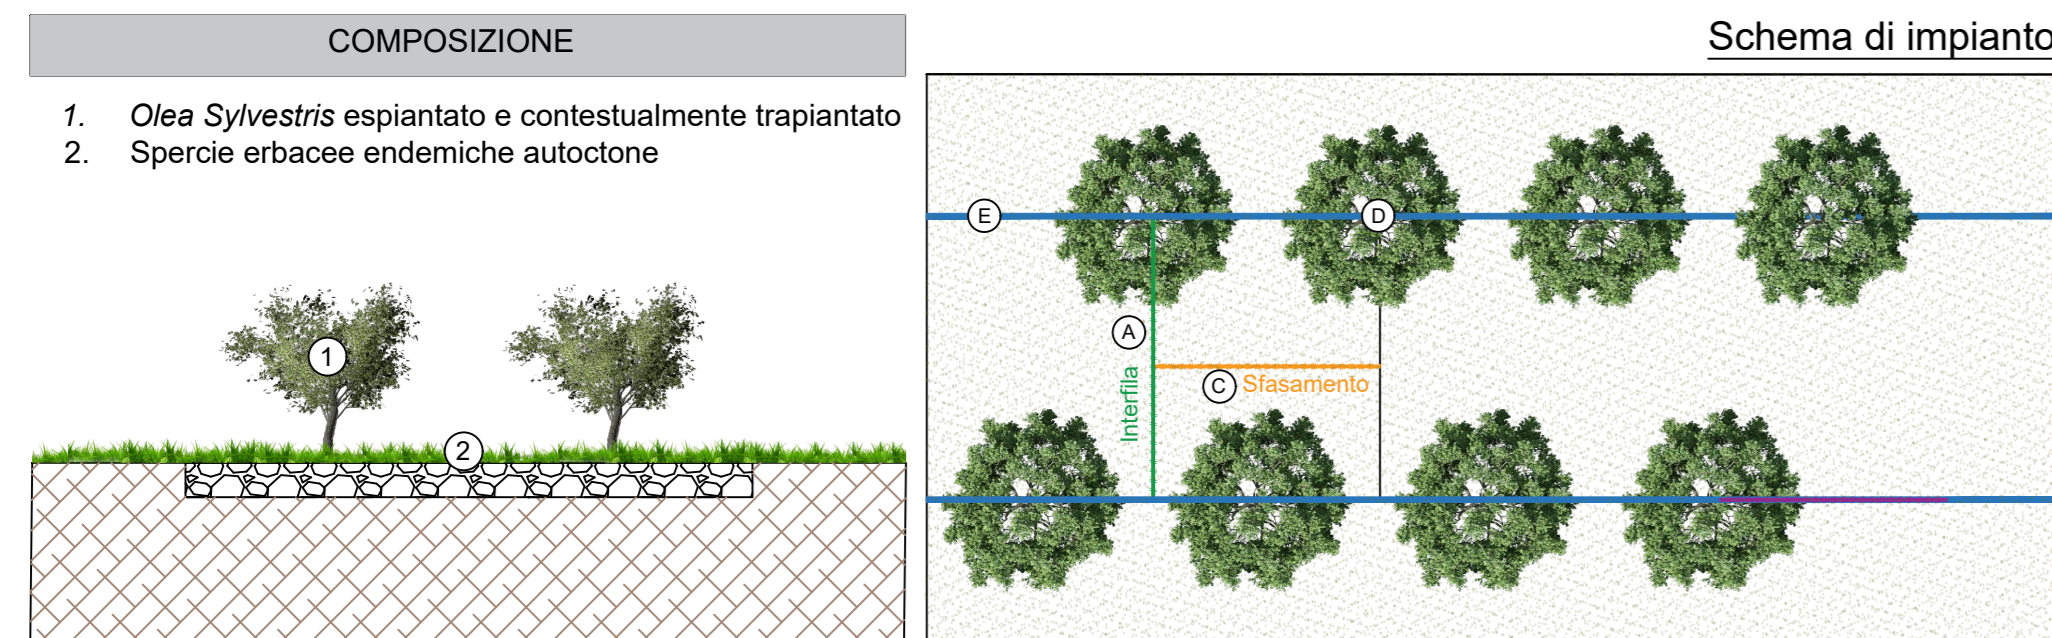 COMPOSIZIONE
1. Olea Sylvestris espiantato e contestualmente trapiantato
2. Spercie erbacee endemiche autoctone
1
2
Schema di impianto
E
D
A
Interfila
C Sfasamento